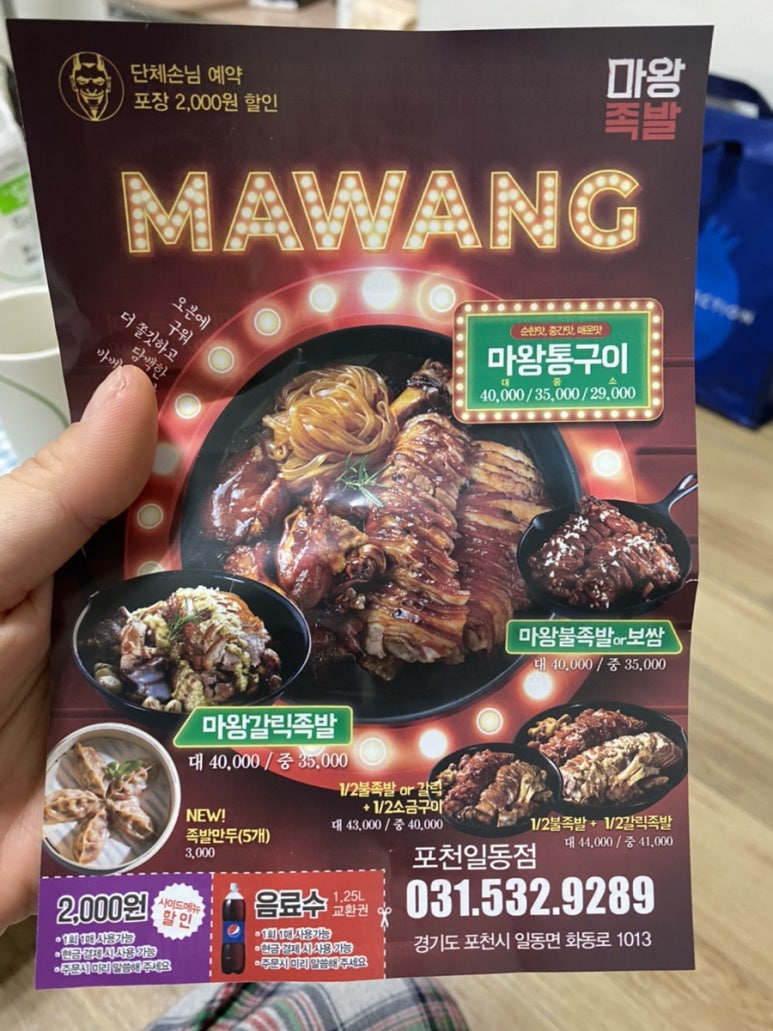 단체손님 예약
포장 2,000원 할인
마왕
족발
MAWANG
오븐에
구워
더 쫄깃하고
담백한
순한맛, 중간맛, 매운맛
마왕통구이
대 중 소
40,000 / 35,000 / 29,000
마왕불족발or보쌈
대 40,000 / 중 35,000
마왕갈릭족발
대 40,000 / 중 35,000
NEW!
족발만두(5개)
3,000
1/2불족발 or 갈릭
+ 1/2소금구이
대 43,000 / 중 40,000
1/2불족발 + 1/2갈릭족발
대 44,000 / 중 41,000
2,000원
사이드메뉴
할인
· 1회 1매 사용가능
· 현금 결제 시 사용 가능
· 주문시 미리 말씀해 주세요
음료수
1.25L
교환권
· 1회 1매 사용가능
· 현금 결제 시 사용 가능
· 주문시 미리 말씀해 주세요
포천일동점
031.532.9289
경기도 포천시 일동면 화동로 1013